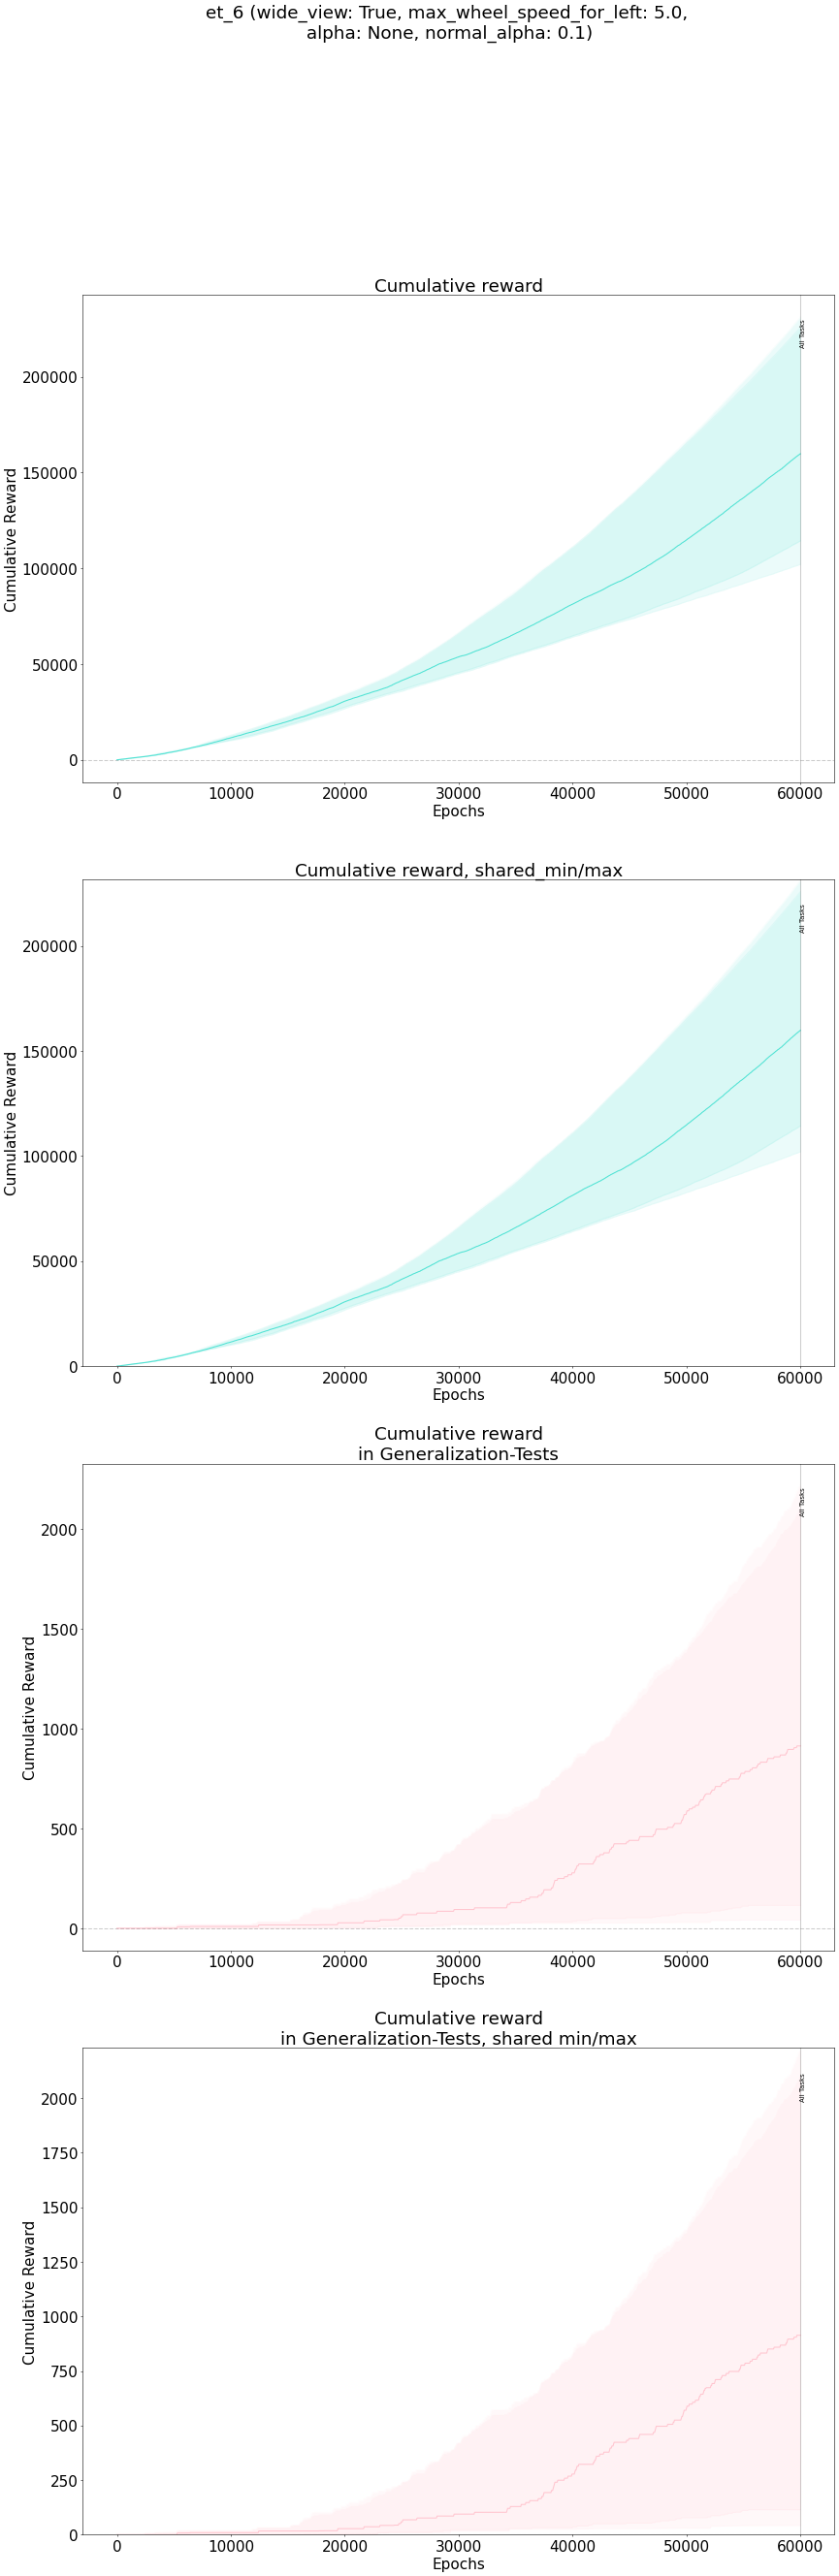 et_6 (wide_view: True, max_wheel_speed_for_left: 5.0,
alpha: None, normal_alpha: 0.1)
Cumulative reward
All Tasks
200000
150000
100000
50000
0
Cumulative Reward
0 10000 20000 30000 40000 50000 60000
Epochs
Cumulative reward, shared_min/max
All Tasks
200000
150000
100000
50000
0
Cumulative Reward
0 10000 20000 30000 40000 50000 60000
Epochs
Cumulative reward
in Generalization-Tests
All Tasks
2000
1500
1000
500
0
Cumulative Reward
0 10000 20000 30000 40000 50000 60000
Epochs
Cumulative reward
in Generalization-Tests, shared min/max
All Tasks
2000
1750
1500
1250
1000
750
500
250
0
Cumulative Reward
0 10000 20000 30000 40000 50000 60000
Epochs